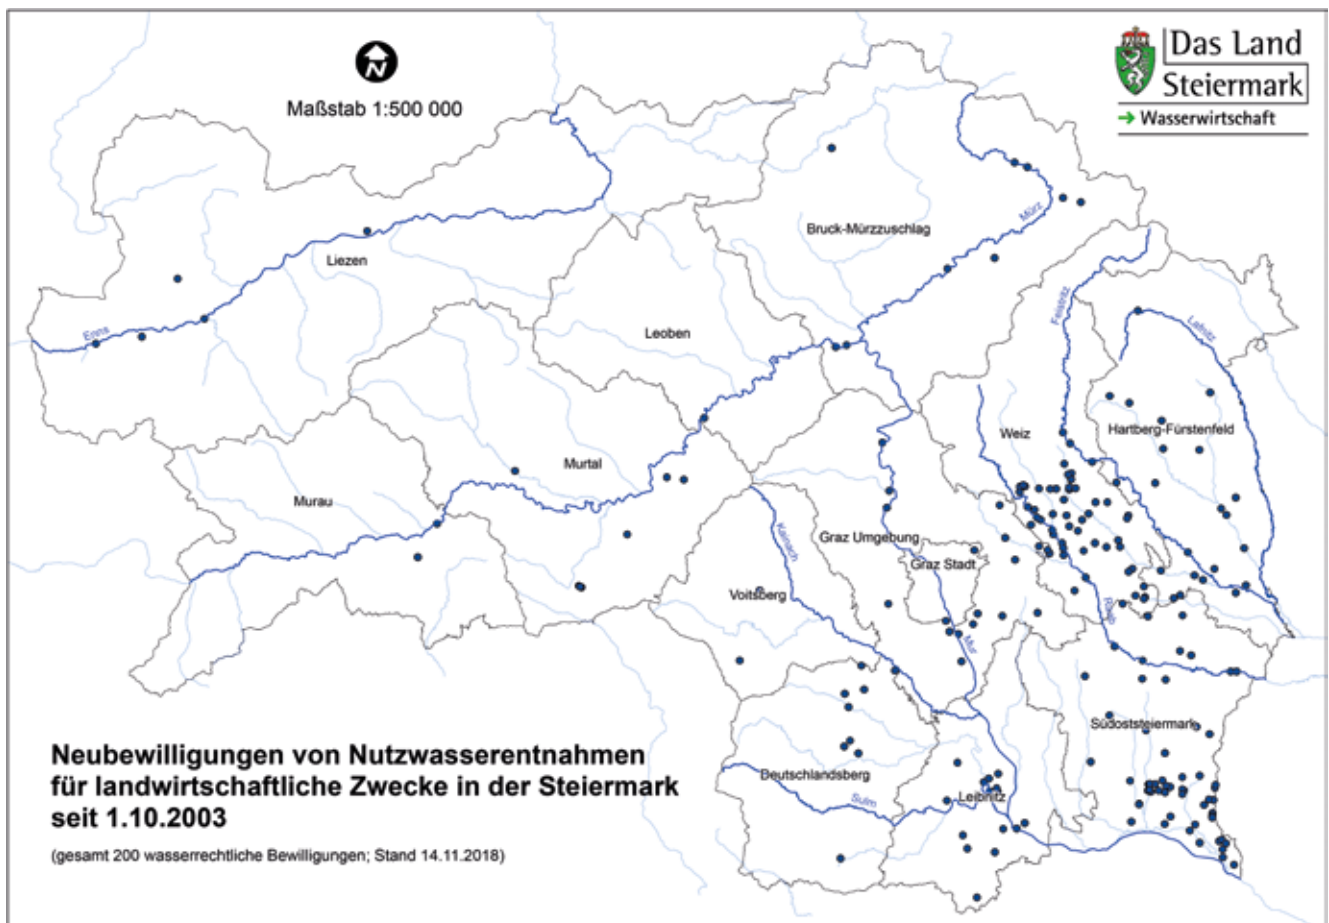 Das Land
Steiermark
→ Wasserwirtschaft
N
Maßstab 1:500 000
Mürz
Bruck-Mürzzuschlag
Liezen
Feistritz
Enns
Leoben
Lafnitz
Weiz
Hartberg-Fürstenfeld
Murtal
Murau
Kainach
Graz Umgebung
Graz Stadt
Voitsberg
Raab
Mur
Südoststeiermark
Neubewilligungen von Nutzwasserentnahmen
für landwirtschaftliche Zwecke in der Steiermark
seit 1.10.2003
(gesamt 200 wasserrechtliche Bewilligungen; Stand 14.11.2018)
Deutschlandsberg
Sulm
Leibnitz